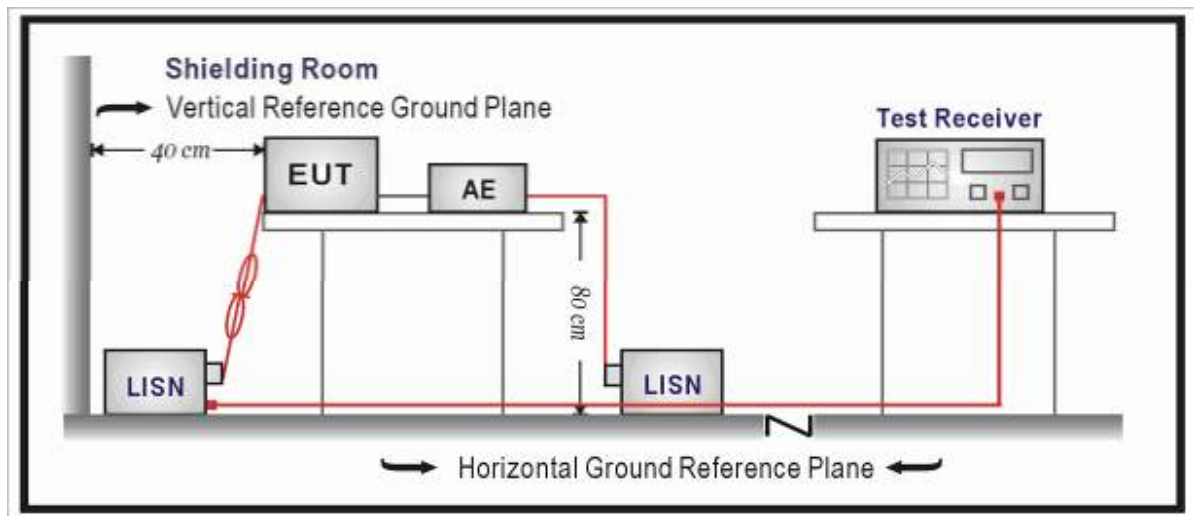 Shielding Room
Vertical Reference Ground Plane
40 cm
EUT
AE
Test Receiver
80 cm
LISN
LISN
Horizontal Ground Reference Plane